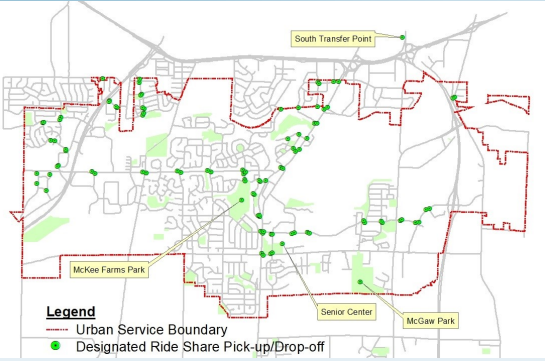 South Transfer Point
McKee Farms Park
Senior Center
McGaw Park
Legend
Urban Service Boundary
Designated Ride Share Pick-up/Drop-off